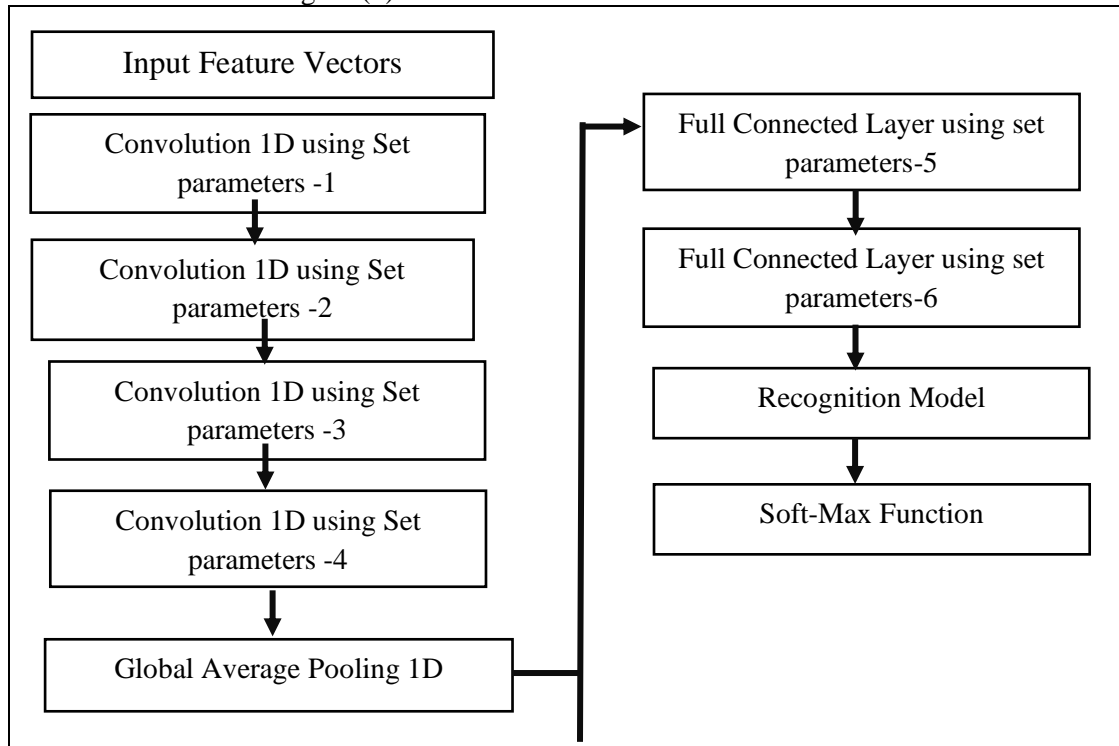 Input Feature Vectors
Convolution 1D using Set
parameters -1
Convolution 1D using Set
parameters -2
Convolution 1D using Set
parameters -3
Convolution 1D using Set
parameters -4
Global Average Pooling 1D
Full Connected Layer using set
parameters-5
Full Connected Layer using set
parameters-6
Recognition Model
Soft-Max Function